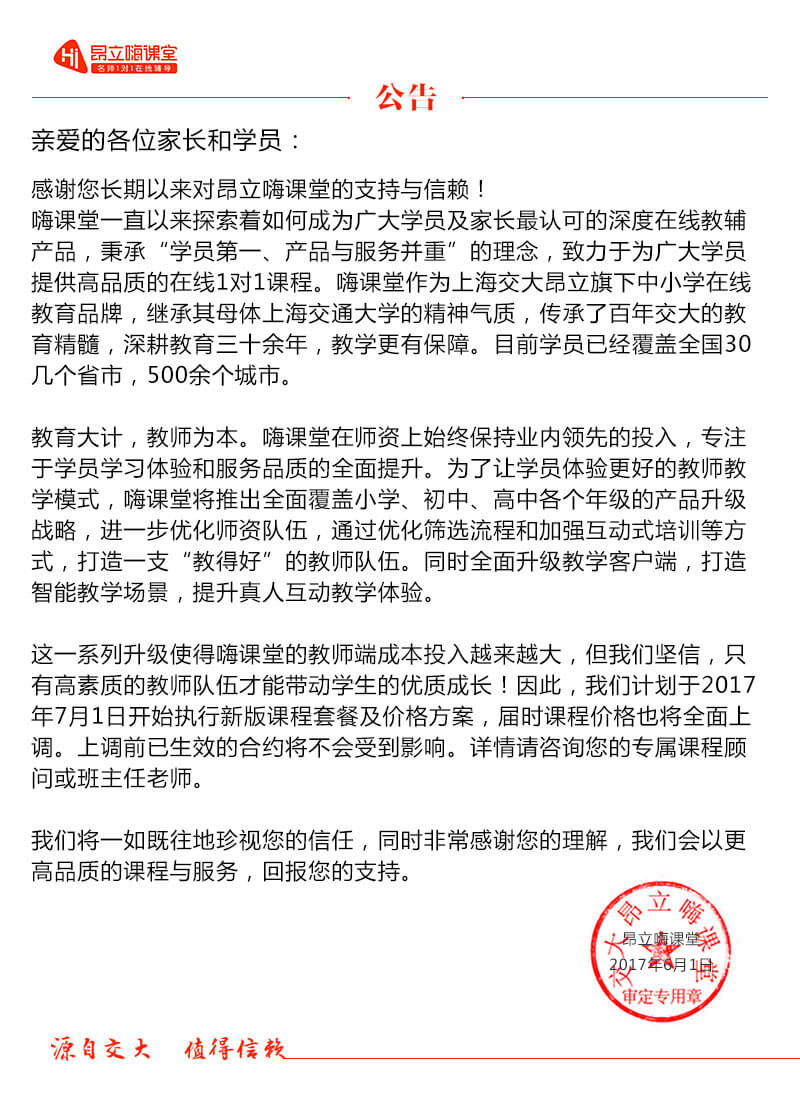 Hi 昂立嗨课堂
名师1对1在线辅导
公告
亲爱的各位家长和学员：
感谢您长期以来对昂立嗨课堂的支持与信赖！
嗨课堂一直以来探索着如何成为广大学员及家长最认可的深度在线教辅
产品，秉承“学员第一、产品与服务并重”的理念，致力于为广大学员
提供高品质的在线1对1课程。嗨课堂作为上海交大昂立旗下中小学在线
教育品牌，继承其母体上海交通大学的精神气质，传承了百年交大的教
育精髓，深耕教育三十余年，教学更有保障。目前学员已经覆盖全国30
几个省市，500余个城市。
教育大计，教师为本。嗨课堂在师资上始终保持业内领先的投入，专注
于学员学习体验和服务品质的全面提升。为了让学员体验更好的教师教
学模式，嗨课堂将推出全面覆盖小学、初中、高中各个年级的产品升级
战略，进一步优化师资队伍，通过优化筛选流程和加强互动式培训等方
式，打造一支“教得好”的教师队伍。同时全面升级教学客户端，打造
智能教学场景，提升真人互动教学体验。
这一系列升级使得嗨课堂的教师端成本投入越来越大，但我们坚信，只
有高素质的教师队伍才能带动学生的优质成长！因此，我们计划于2017
年7月1日开始执行新版课程套餐及价格方案，届时课程价格也将全面上
调。上调前已生效的合约将不会受到影响。详情请咨询您的专属课程顾
问或班主任老师。
我们将一如既往地珍视您的信任，同时非常感谢您的理解，我们会以更
高品质的课程与服务，回报您的支持。
交大昂立嗨课堂
昂立嗨课堂
2017年6月1日
审定专用章
源自交大 值得信赖